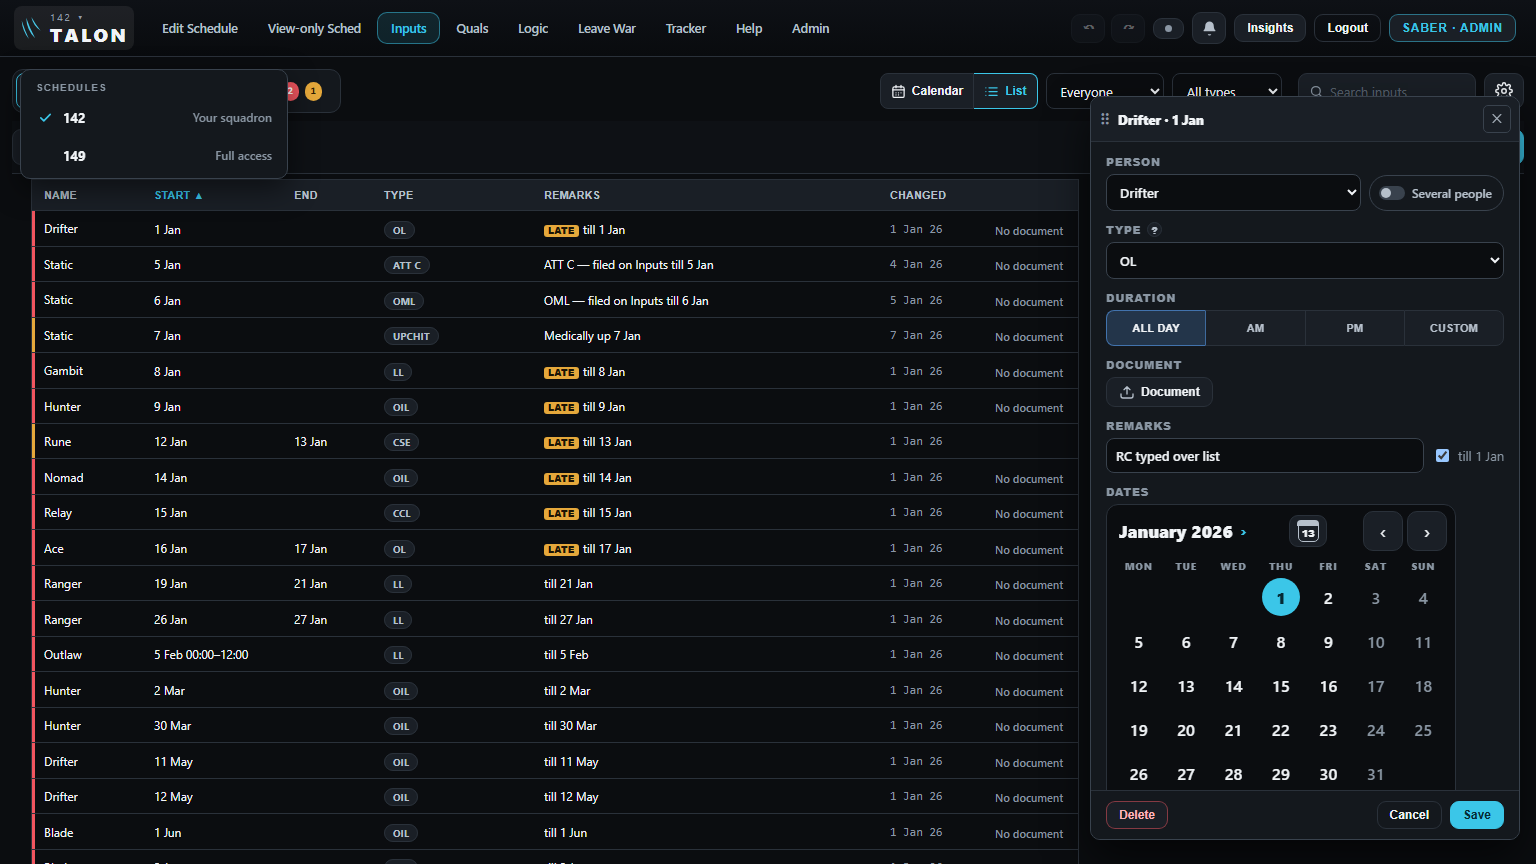 142 ▾
TALON
Edit Schedule
View-only Sched
Inputs
Quals
Logic
Leave War
Tracker
Help
Admin
Insights
Logout
SABER · ADMIN
SCHEDULES
142 Your squadron
149 Full access
2
1
Calendar
List
Everyone
All types
Search inputs
NAME START ▲ END TYPE REMARKS CHANGED
Drifter 1 Jan OL LATE till 1 Jan 1 Jan 26 No document
Static 5 Jan ATT C ATT C — filed on Inputs till 5 Jan 4 Jan 26 No document
Static 6 Jan OML OML — filed on Inputs till 6 Jan 5 Jan 26 No document
Static 7 Jan UPCHIT Medically up 7 Jan 7 Jan 26 No document
Gambit 8 Jan LL LATE till 8 Jan 1 Jan 26 No document
Hunter 9 Jan OIL LATE till 9 Jan 1 Jan 26 No document
Rune 12 Jan 13 Jan CSE LATE till 13 Jan 1 Jan 26
Nomad 14 Jan OIL LATE till 14 Jan 1 Jan 26 No document
Relay 15 Jan CCL LATE till 15 Jan 1 Jan 26 No document
Ace 16 Jan 17 Jan OL LATE till 17 Jan 1 Jan 26 No document
Ranger 19 Jan 21 Jan LL till 21 Jan 1 Jan 26 No document
Ranger 26 Jan 27 Jan LL till 27 Jan 1 Jan 26 No document
Outlaw 5 Feb 00:00–12:00 LL till 5 Feb 1 Jan 26 No document
Hunter 2 Mar OIL till 2 Mar 1 Jan 26 No document
Hunter 30 Mar OIL till 30 Mar 1 Jan 26 No document
Drifter 11 May OIL till 11 May 1 Jan 26 No document
Drifter 12 May OIL till 12 May 1 Jan 26 No document
Blade 1 Jun OIL till 1 Jun 1 Jan 26 No document
Drifter · 1 Jan
PERSON
Drifter
Several people
TYPE ?
OL
DURATION
ALL DAY AM PM CUSTOM
DOCUMENT
Document
REMARKS
RC typed over list
till 1 Jan
DATES
January 2026 ›
13
‹ ›
MON TUE WED THU FRI SAT SUN
1 2 3 4
5 6 7 8 9 10 11
12 13 14 15 16 17 18
19 20 21 22 23 24 25
26 27 28 29 30 31
Delete
Cancel
Save